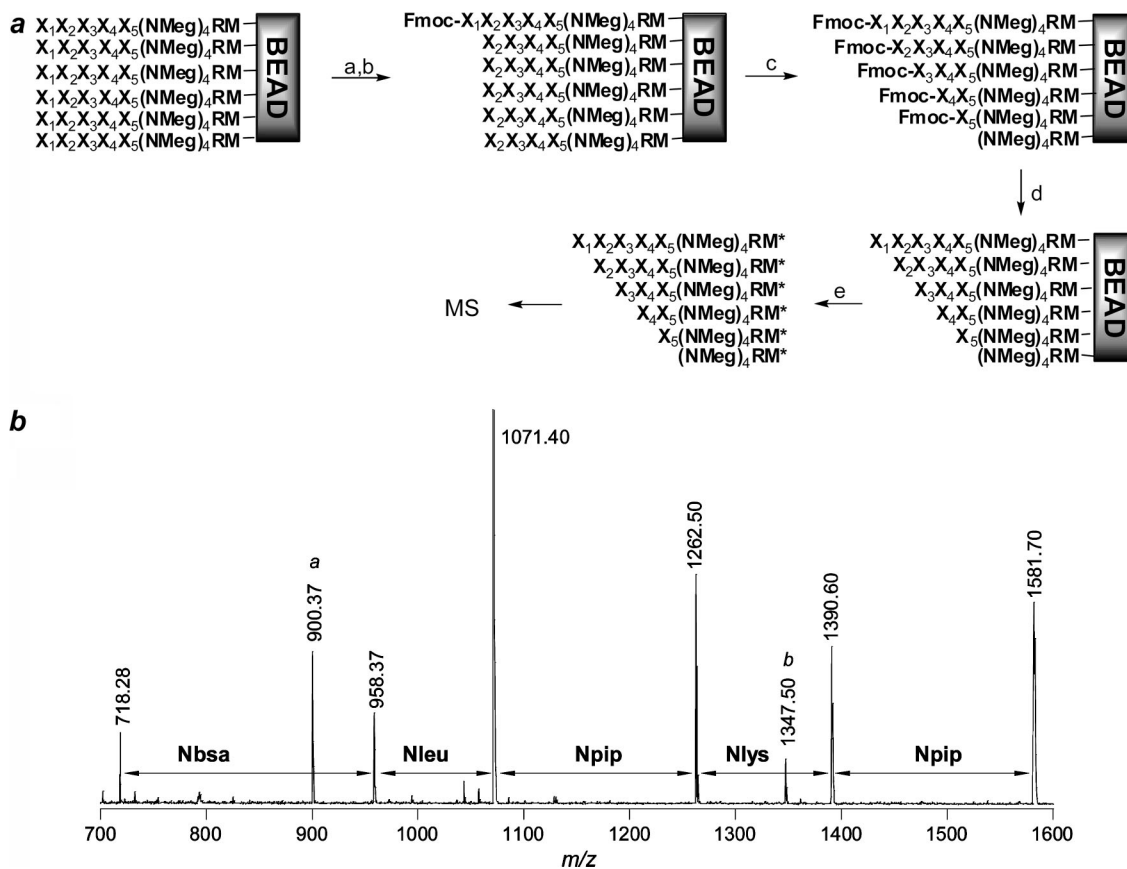 a
X₁X₂X₃X₄X₅(NMeg)₄RM
X₁X₂X₃X₄X₅(NMeg)₄RM
X₁X₂X₃X₄X₅(NMeg)₄RM
X₁X₂X₃X₄X₅(NMeg)₄RM
X₁X₂X₃X₄X₅(NMeg)₄RM
X₁X₂X₃X₄X₅(NMeg)₄RM
BEAD
a,b
Fmoc-X₁X₂X₃X₄X₅(NMeg)₄RM
X₂X₃X₄X₅(NMeg)₄RM
X₂X₃X₄X₅(NMeg)₄RM
X₂X₃X₄X₅(NMeg)₄RM
X₂X₃X₄X₅(NMeg)₄RM
X₂X₃X₄X₅(NMeg)₄RM
BEAD
c
Fmoc-X₁X₂X₃X₄X₅(NMeg)₄RM
Fmoc-X₂X₃X₄X₅(NMeg)₄RM
Fmoc-X₃X₄X₅(NMeg)₄RM
Fmoc-X₄X₅(NMeg)₄RM
Fmoc-X₅(NMeg)₄RM
(NMeg)₄RM
BEAD
d
X₁X₂X₃X₄X₅(NMeg)₄RM
X₂X₃X₄X₅(NMeg)₄RM
X₃X₄X₅(NMeg)₄RM
X₄X₅(NMeg)₄RM
X₅(NMeg)₄RM
(NMeg)₄RM
BEAD
e
X₁X₂X₃X₄X₅(NMeg)₄RM*
X₂X₃X₄X₅(NMeg)₄RM*
X₃X₄X₅(NMeg)₄RM*
X₄X₅(NMeg)₄RM*
X₅(NMeg)₄RM*
(NMeg)₄RM*
MS
b
718.28
a
900.37
958.37
1071.40
1262.50
b
1347.50
1390.60
1581.70
Nbsa
Nleu
Npip
Nlys
Npip
700 800 900 1000 1100 1200 1300 1400 1500 1600
m/z